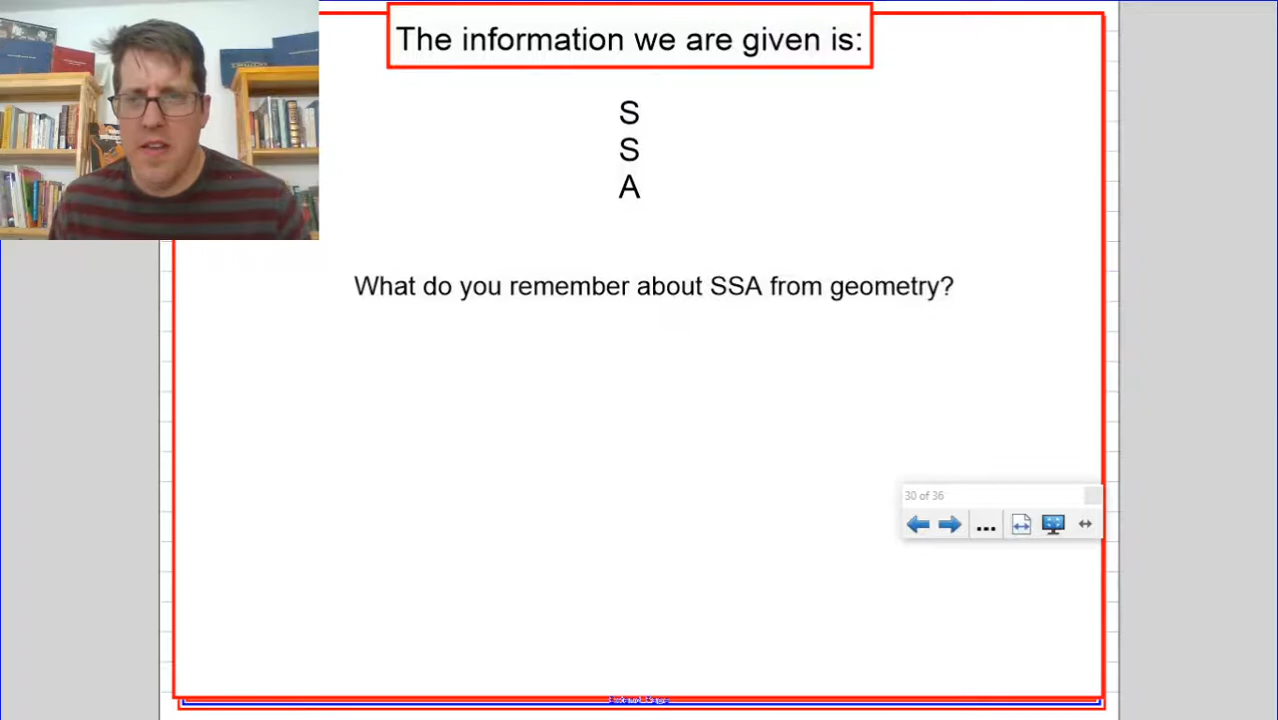 The information we are given is:
S
S
A
What do you remember about SSA from geometry?
30 of 36
...